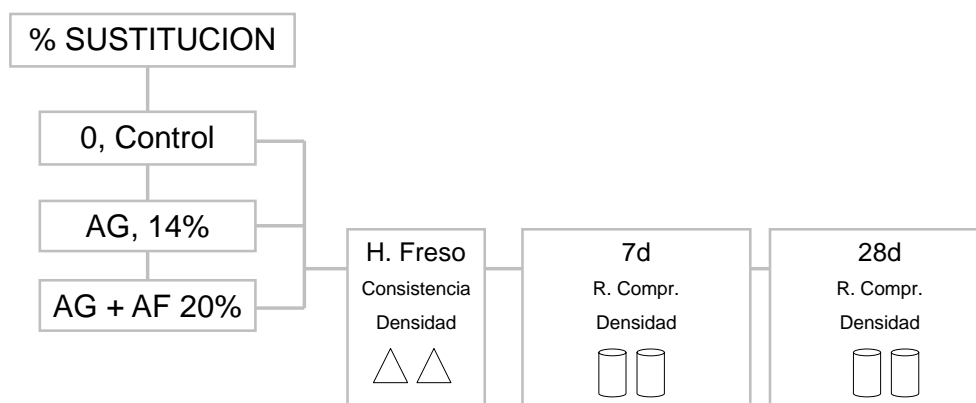 % SUSTITUCION
0, Control
AG, 14%
AG + AF 20%
H. Freso
Consistencia
Densidad
7d
R. Compr.
Densidad
28d
R. Compr.
Densidad